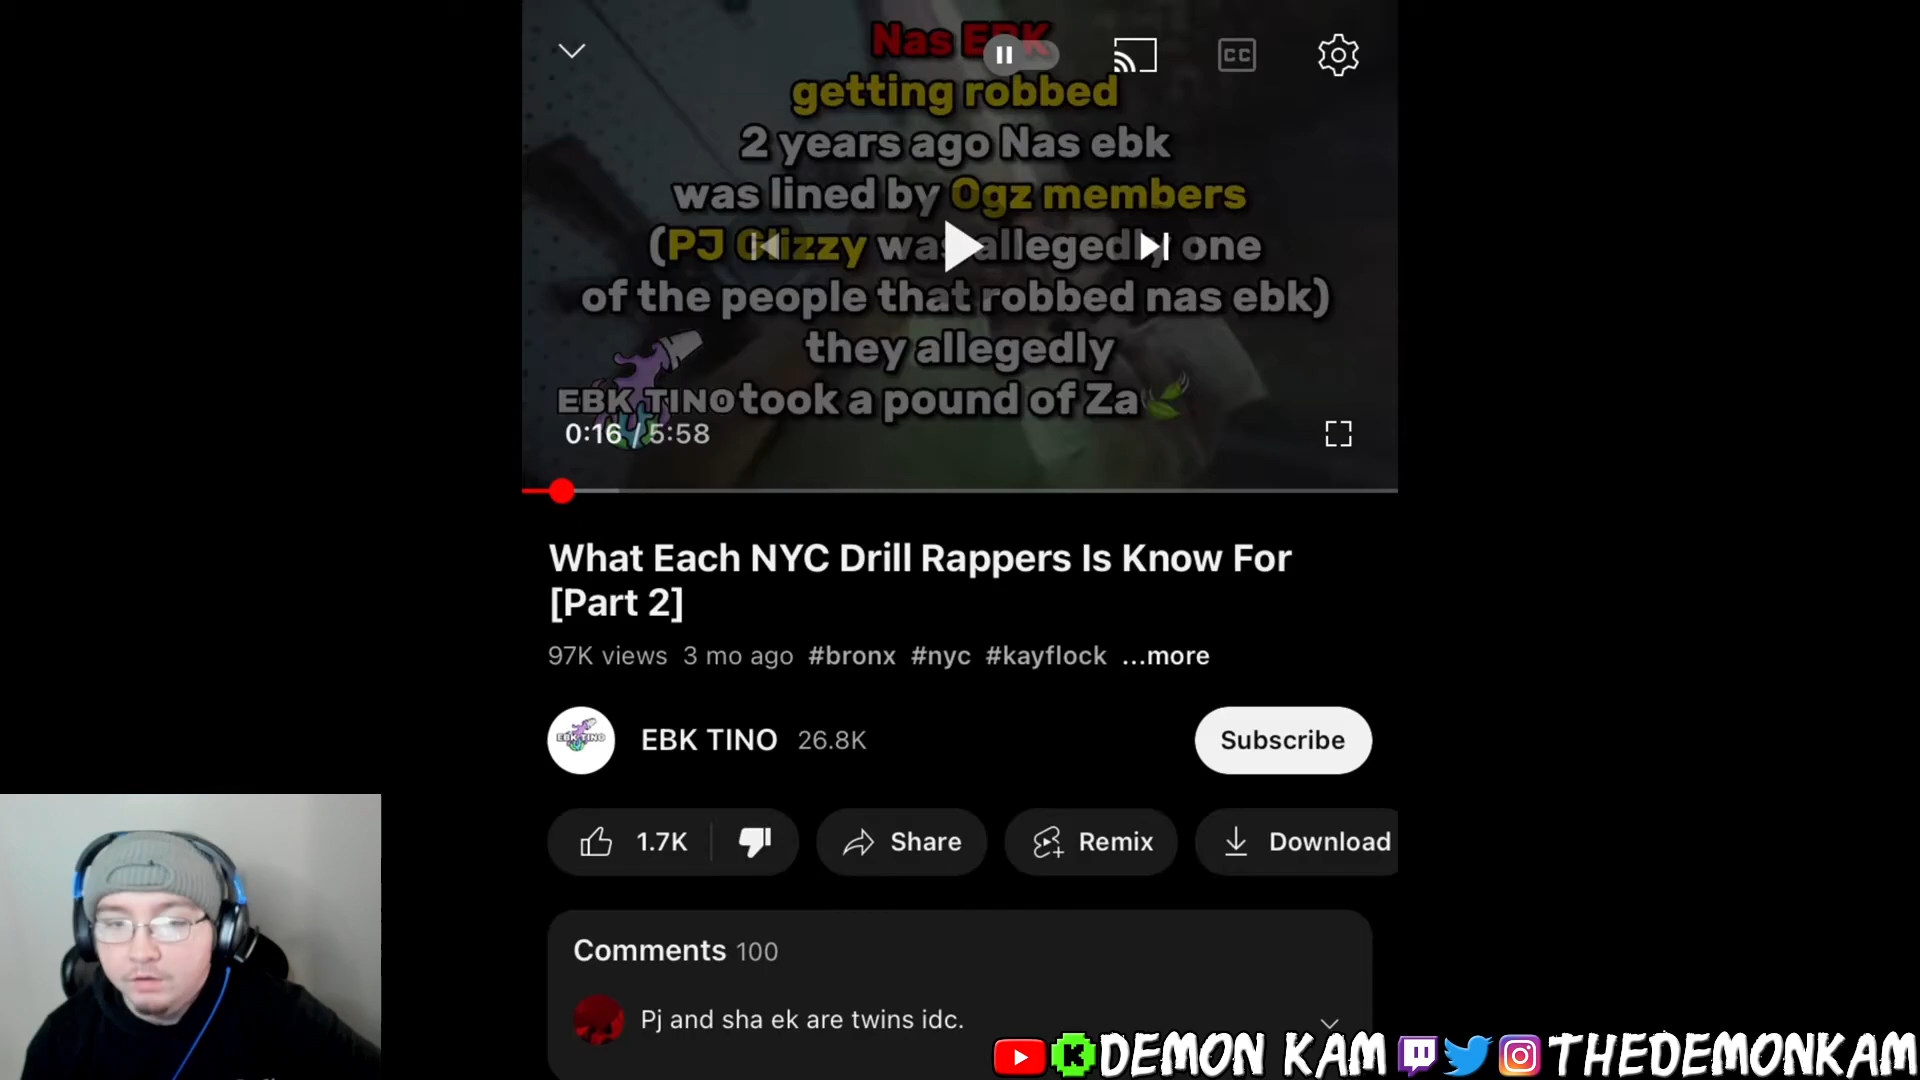 Nas EBK
getting robbed
2 years ago Nas ebk
was lined by Ogz members
(PJ Glizzy was allegedly one
of the people that robbed nas ebk)
they allegedly
took a pound of Za
EBK TINO
CC
0:16 / 5:58
What Each NYC Drill Rappers Is Know For
[Part 2]
97K views 3 mo ago #bronx #nyc #kayflock ...more
EBK TINO
EBK TINO 26.8K
Subscribe
1.7K Share Remix Download
Comments 100
Pj and sha ek are twins idc.
K DEMON KAM THEDEMONKAM